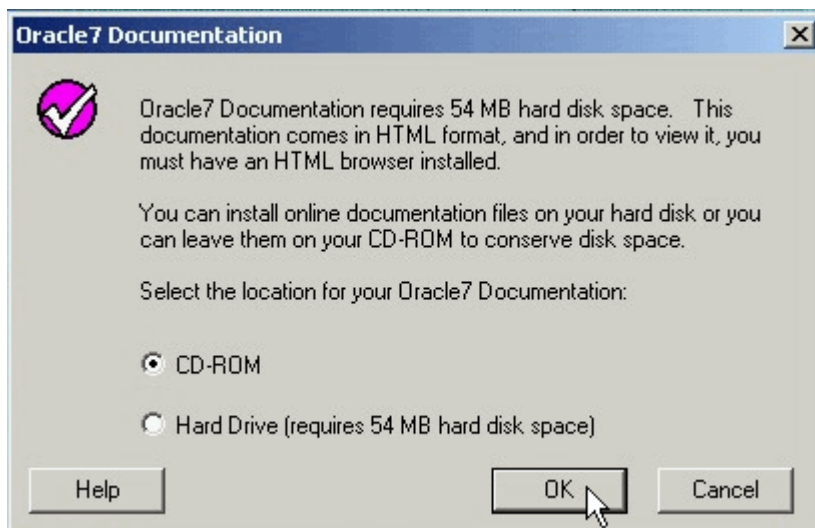 Oracle7 Documentation
Oracle7 Documentation requires 54 MB hard disk space. This
documentation comes in HTML format, and in order to view it, you
must have an HTML browser installed.
You can install online documentation files on your hard disk or you
can leave them on your CD-ROM to conserve disk space.
Select the location for your Oracle7 Documentation:
CD-ROM
Hard Drive (requires 54 MB hard disk space)
Help
OK
Cancel